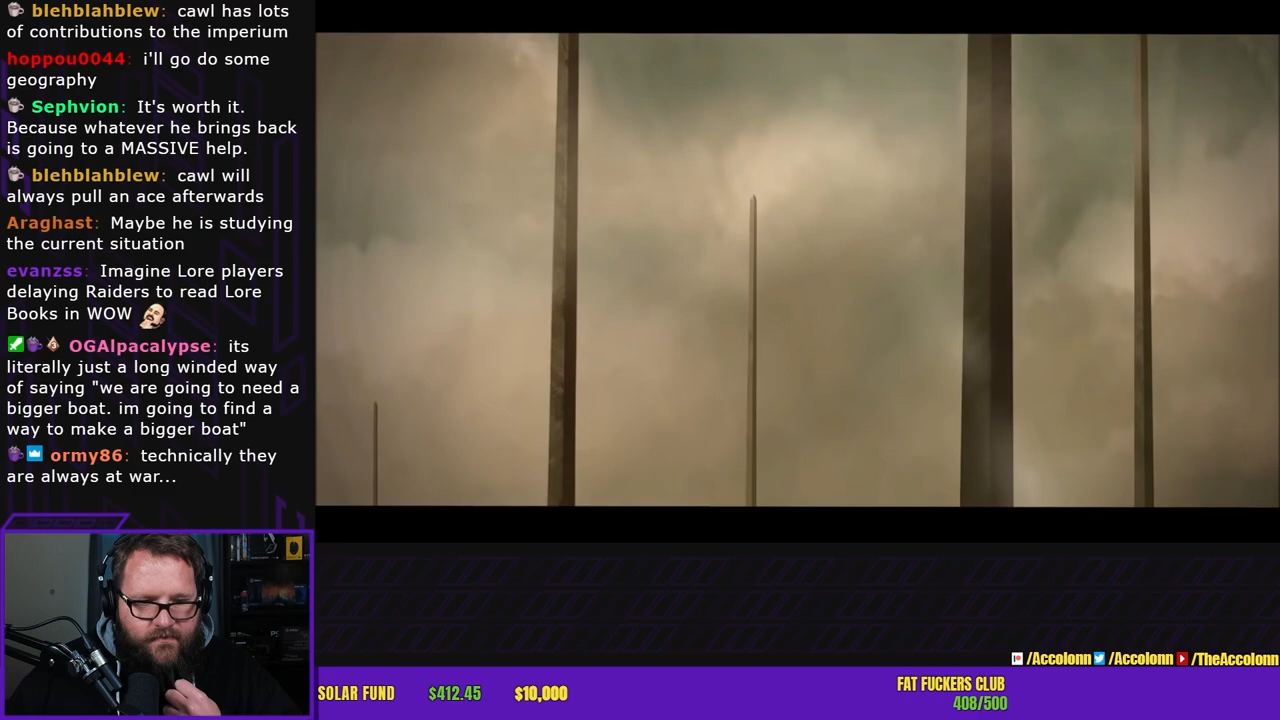 blehblahblew: cawl has lots
of contributions to the imperium
hoppou0044: i'll go do some
geography
Sephvion: It's worth it.
Because whatever he brings back
is going to a MASSIVE help.
blehblahblew: cawl will
always pull an ace afterwards
Araghast: Maybe he is studying
the current situation
evanzss: Imagine Lore players
delaying Raiders to read Lore
Books in WOW
OGAlpacalypse: its
literally just a long winded way
of saying "we are going to need a
bigger boat. im going to find a
way to make a bigger boat"
ormy86: technically they
are always at war...
/Accolonn /Accolonn /TheAccolonn
SOLAR FUND $412.45 $10,000
FAT FUCKERS CLUB
408/500